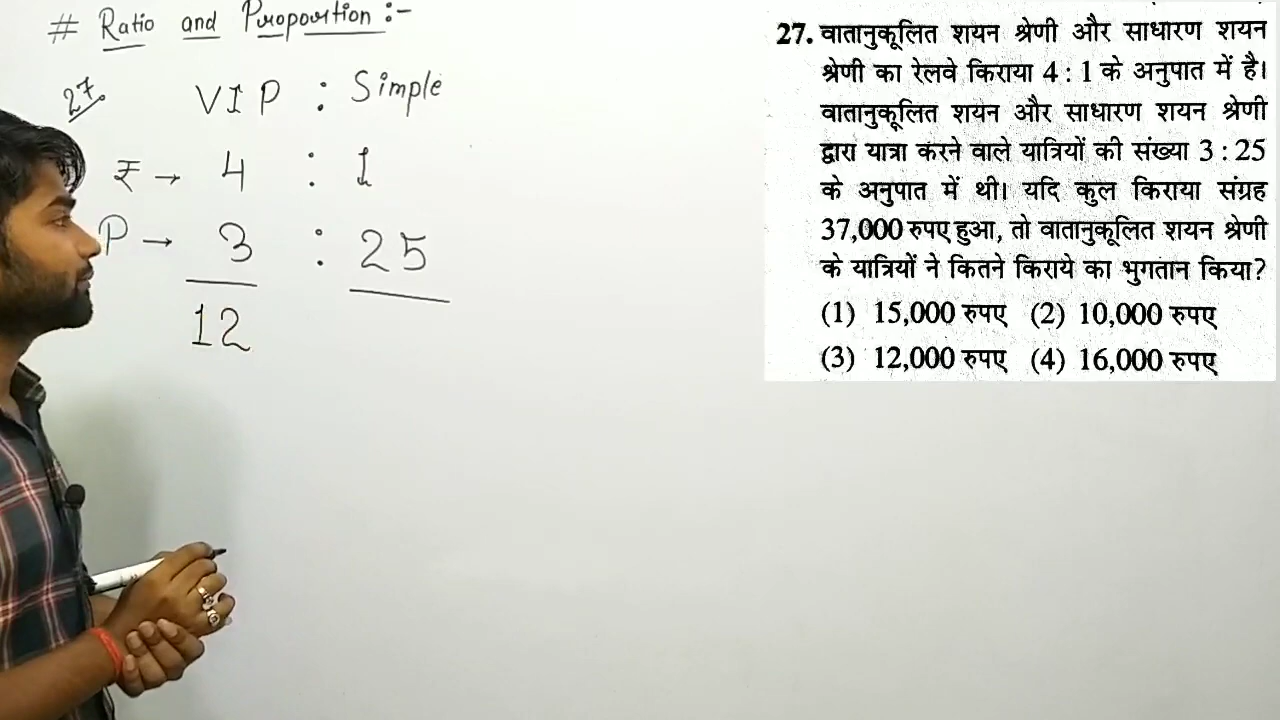 # Ratio and Proportion :-
27 VIP : Simple
₹ → 4 : 1
P → 3 : 25
12
27. वातानुकूलित शयन श्रेणी और साधारण शयन
श्रेणी का रेलवे किराया 4 : 1 के अनुपात में है।
वातानुकूलित शयन और साधारण शयन श्रेणी
द्वारा यात्रा करने वाले यात्रियों की संख्या 3 : 25
के अनुपात में थी। यदि कुल किराया संग्रह
37,000 रुपए हुआ, तो वातानुकूलित शयन श्रेणी
के यात्रियों ने कितने किराये का भुगतान किया?
(1) 15,000 रुपए (2) 10,000 रुपए
(3) 12,000 रुपए (4) 16,000 रुपए